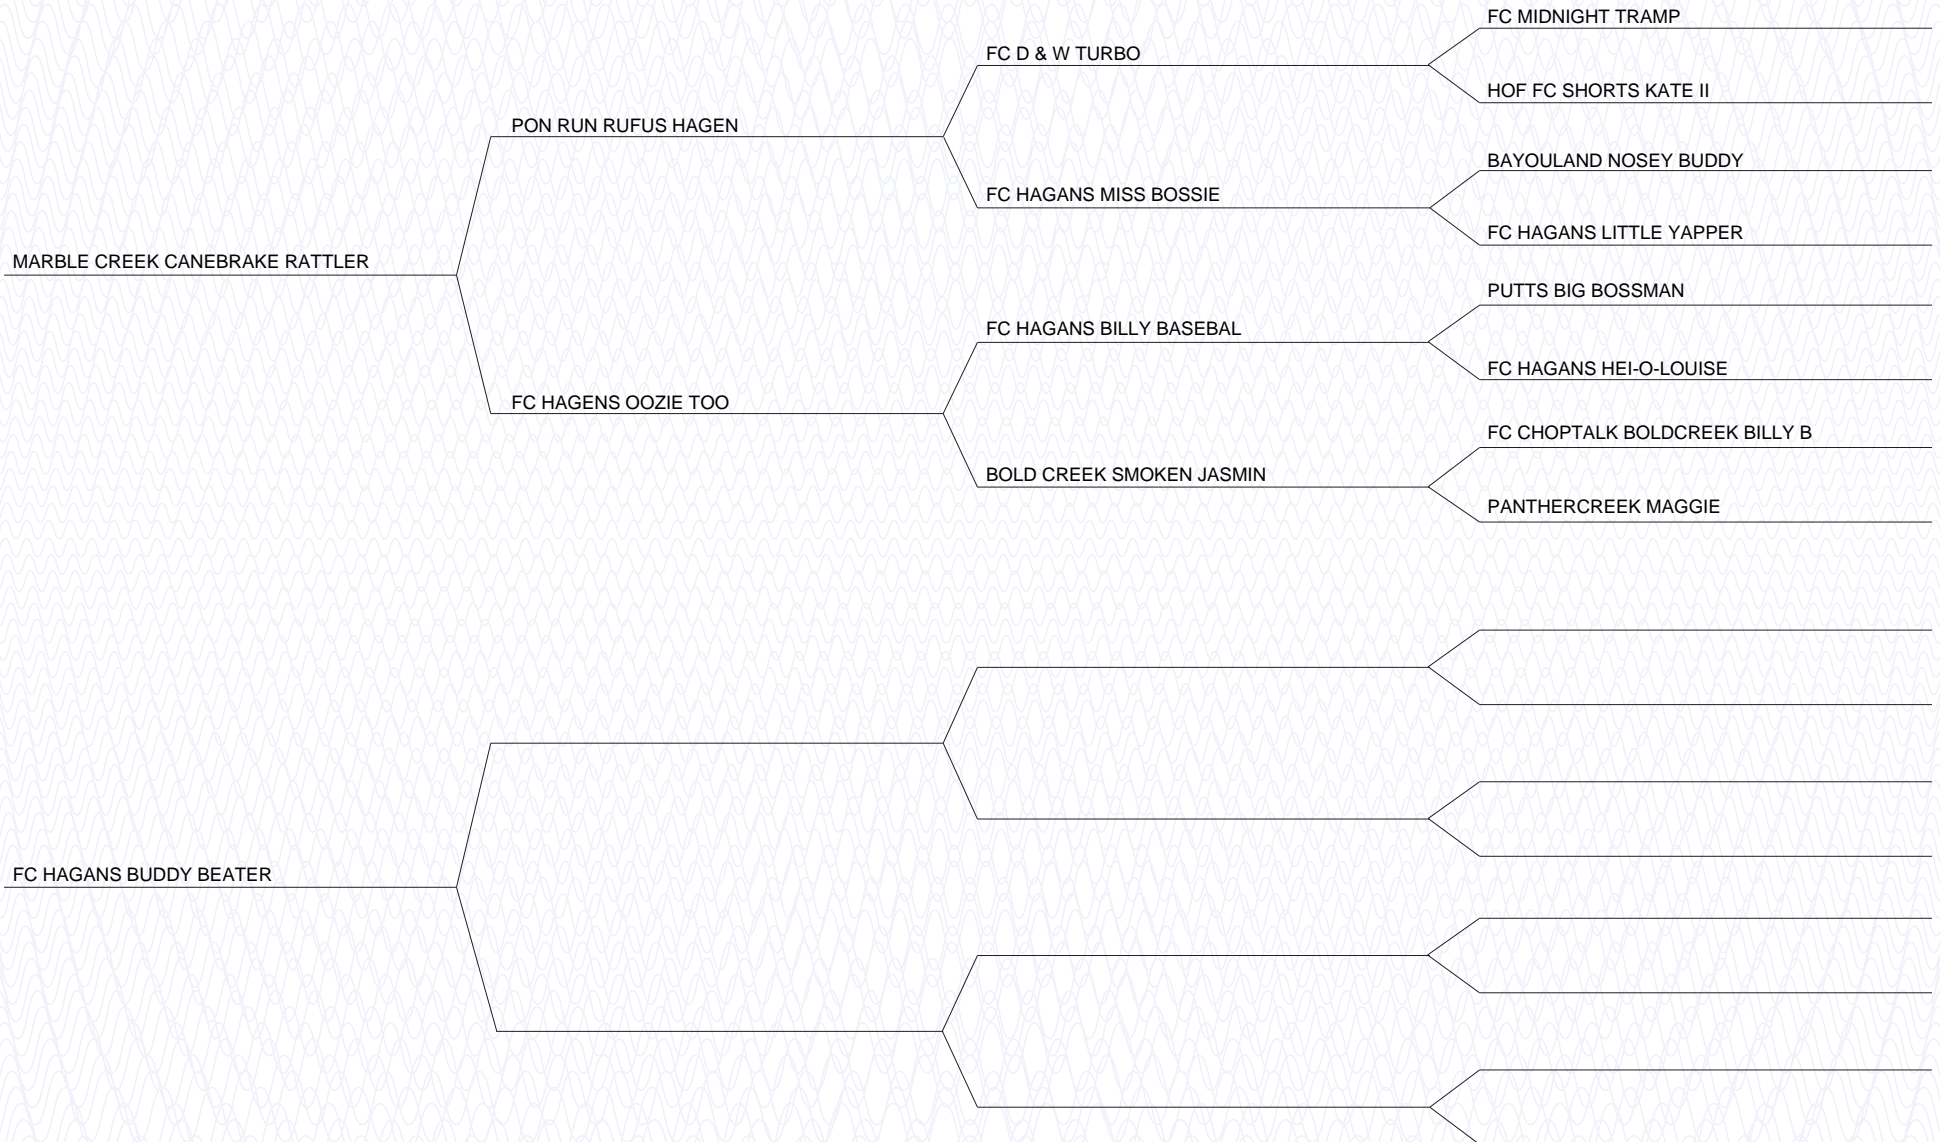 FC MIDNIGHT TRAMP
FC D & W TURBO
HOF FC SHORTS KATE II
PON RUN RUFUS HAGEN
BAYOULAND NOSEY BUDDY
FC HAGANS MISS BOSSIE
FC HAGANS LITTLE YAPPER
MARBLE CREEK CANEBRAKE RATTLER
PUTTS BIG BOSSMAN
FC HAGANS BILLY BASEBAL
FC HAGANS HEI-O-LOUISE
FC HAGENS OOZIE TOO
FC CHOPTALK BOLDCREEK BILLY B
BOLD CREEK SMOKEN JASMIN
PANTHERCREEK MAGGIE
FC HAGANS BUDDY BEATER